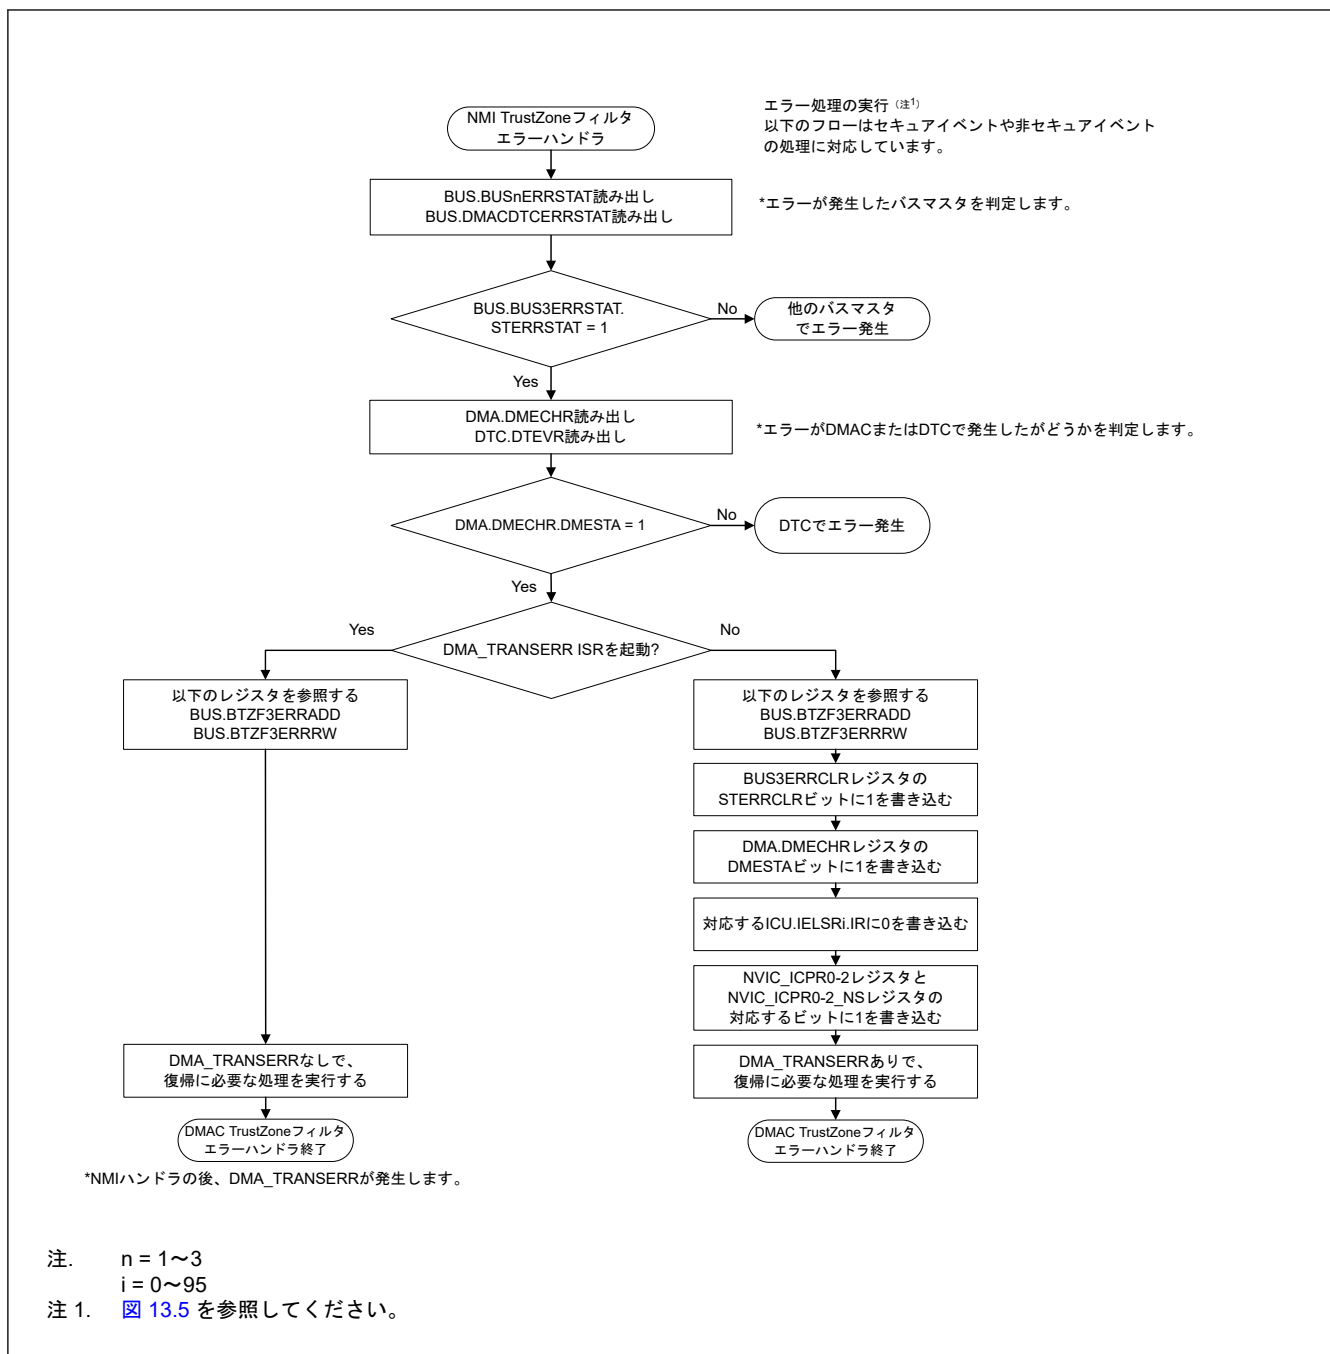 NMI TrustZoneフィルタ
エラーハンドラ
エラー処理の実行（注1）
以下のフローはセキュアイベントや非セキュアイベント
の処理に対応しています。
BUS.BUSnERRSTAT読み出し
BUS.DMACDTCERRSTAT読み出し
*エラーが発生したバスマスタを判定します。
BUS.BUS3ERRSTAT.
STERRSTAT = 1
No
他のバスマスタ
でエラー発生
Yes
DMA.DMECHR読み出し
DTC.DTEVR読み出し
*エラーがDMACまたはDTCで発生したがどうかを判定します。
DMA.DMECHR.DMESTA = 1
No
DTCでエラー発生
Yes
DMA_TRANSERR ISRを起動?
Yes
No
以下のレジスタを参照する
BUS.BTZF3ERRADD
BUS.BTZF3ERRRW
以下のレジスタを参照する
BUS.BTZF3ERRADD
BUS.BTZF3ERRRW
BUS3ERRCLRレジスタの
STERRCLRビットに1を書き込む
DMA.DMECHRレジスタの
DMESTAビットに1を書き込む
対応するICU.IELSRi.IRに0を書き込む
NVIC_ICPR0-2レジスタと
NVIC_ICPR0-2_NSレジスタの
対応するビットに1を書き込む
DMA_TRANSERRなしで、
復帰に必要な処理を実行する
DMA_TRANSERRありで、
復帰に必要な処理を実行する
DMAC TrustZoneフィルタ
エラーハンドラ終了
DMAC TrustZoneフィルタ
エラーハンドラ終了
*NMIハンドラの後、DMA_TRANSERRが発生します。
注. n = 1～3
i = 0～95
注 1. 図 13.5 を参照してください。